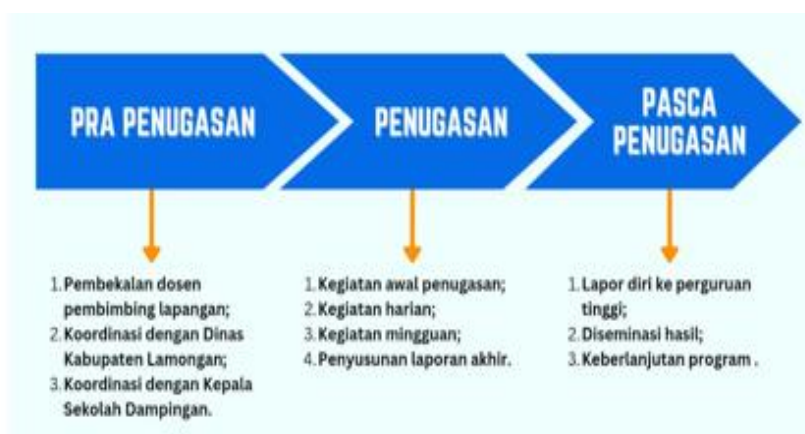 PRA PENUGASAN
PENUGASAN
PASCA
PENUGASAN
1. Pembekalan dosen
pembimbing lapangan;
2. Koordinasi dengan Dinas
Kabupaten Lamongan;
3. Koordinasi dengan Kepala
Sekolah Dampingan.
1. Kegiatan awal penugasan;
2. Kegiatan harian;
3. Kegiatan mingguan;
4. Penyusunan laporan akhir.
1. Lapor diri ke perguruan
tinggi;
2. Diseminasi hasil;
3. Keberlanjutan program .